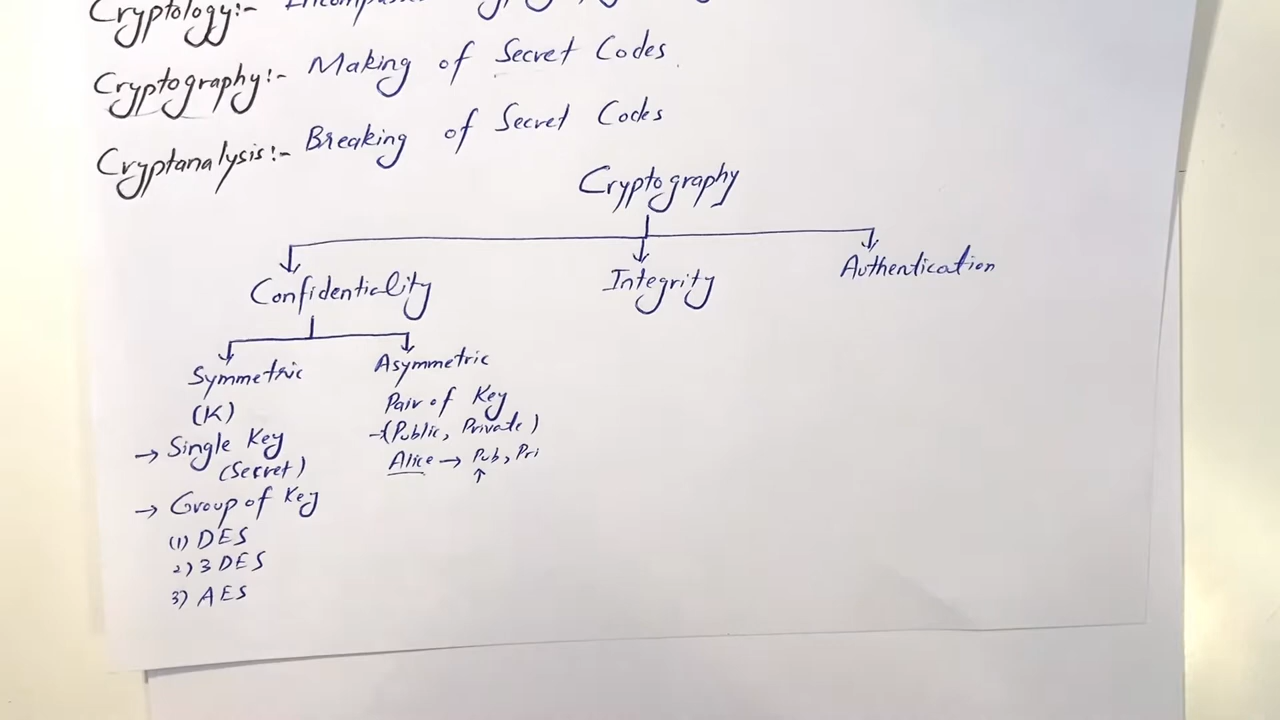 Cryptology:-
Cryptography:- Making of Secret Codes
Cryptanalysis:- Breaking of Secret Codes
Cryptography
Confidentiality Integrity Authentication
Symmetric Asymmetric
(K) Pair of Key
→ Single Key -(Public, Private)
(Secret) Alice → Pub, Pri
↑
→ Group of Key
(1) DES
2) 3 DES
3) AES